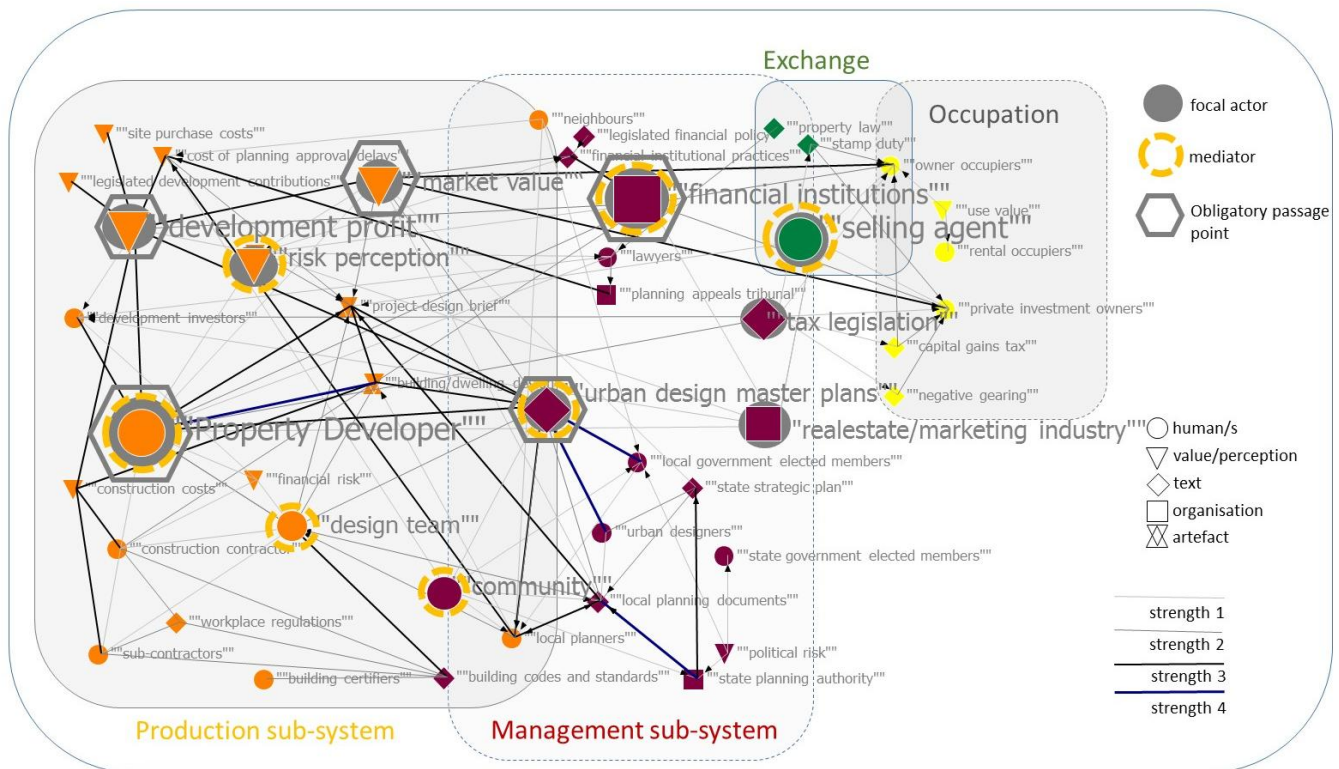 Exchange
Occupation
focal actor
mediator
Obligatory passage
point
""neighbours""
""legislated financial policy""
""property law""
""site purchase costs""
""stamp duty""
""cost of planning approval delays""
""financial institutional practices""
""owner occupiers""
""legislated development contributions""
""market value""
""financial institutions""
""use value""
""development profit""
""selling agent""
""risk perception""
""lawyers""
""rental occupiers""
""planning appeals tribunal""
""project design brief""
""private investment owners""
""development investors""
""tax legislation""
""capital gains tax""
""building/dwelling
""urban design master plans""
""negative gearing""
""Property Developer""
""realestate/marketing industry""
human/s
value/perception
text
organisation
artefact
""local government elected members""
""financial risk""
""construction costs""
""state strategic plan""
""design team""
""urban designers""
""construction contractor""
""state government elected members""
""community""
""local planning documents""
""workplace regulations""
""local planners""
""political risk""
""sub-contractors""
""building certifiers""
""building codes and standards""
""state planning authority""
strength 1
strength 2
strength 3
strength 4
Production sub-system
Management sub-system